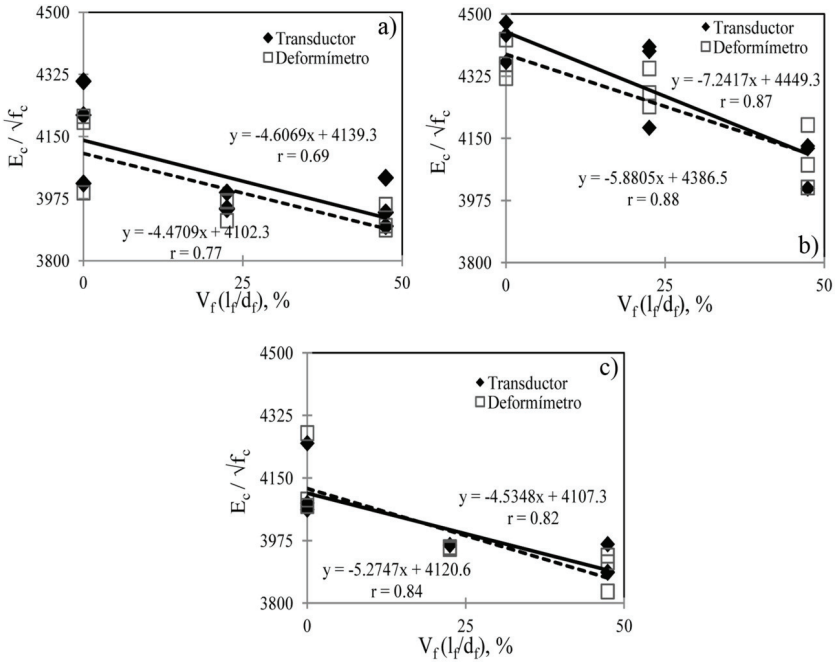 a)
4500
4325
4150
3975
3800
E_c / √f_c
Transductor
Deformímetro
y = -4.6069x + 4139.3
r = 0.69
y = -4.4709x + 4102.3
r = 0.77
0
25
50
V_f (l_f/d_f), %
b)
4500
4325
4150
3975
3800
E_c / √f_c
Transductor
Deformímetro
y = -7.2417x + 4449.3
r = 0.87
y = -5.8805x + 4386.5
r = 0.88
0
25
50
V_f (l_f/d_f), %
c)
4500
4325
4150
3975
3800
E_c / √f_c
Transductor
Deformímetro
y = -4.5348x + 4107.3
r = 0.82
y = -5.2747x + 4120.6
r = 0.84
0
25
50
V_f (l_f/d_f), %